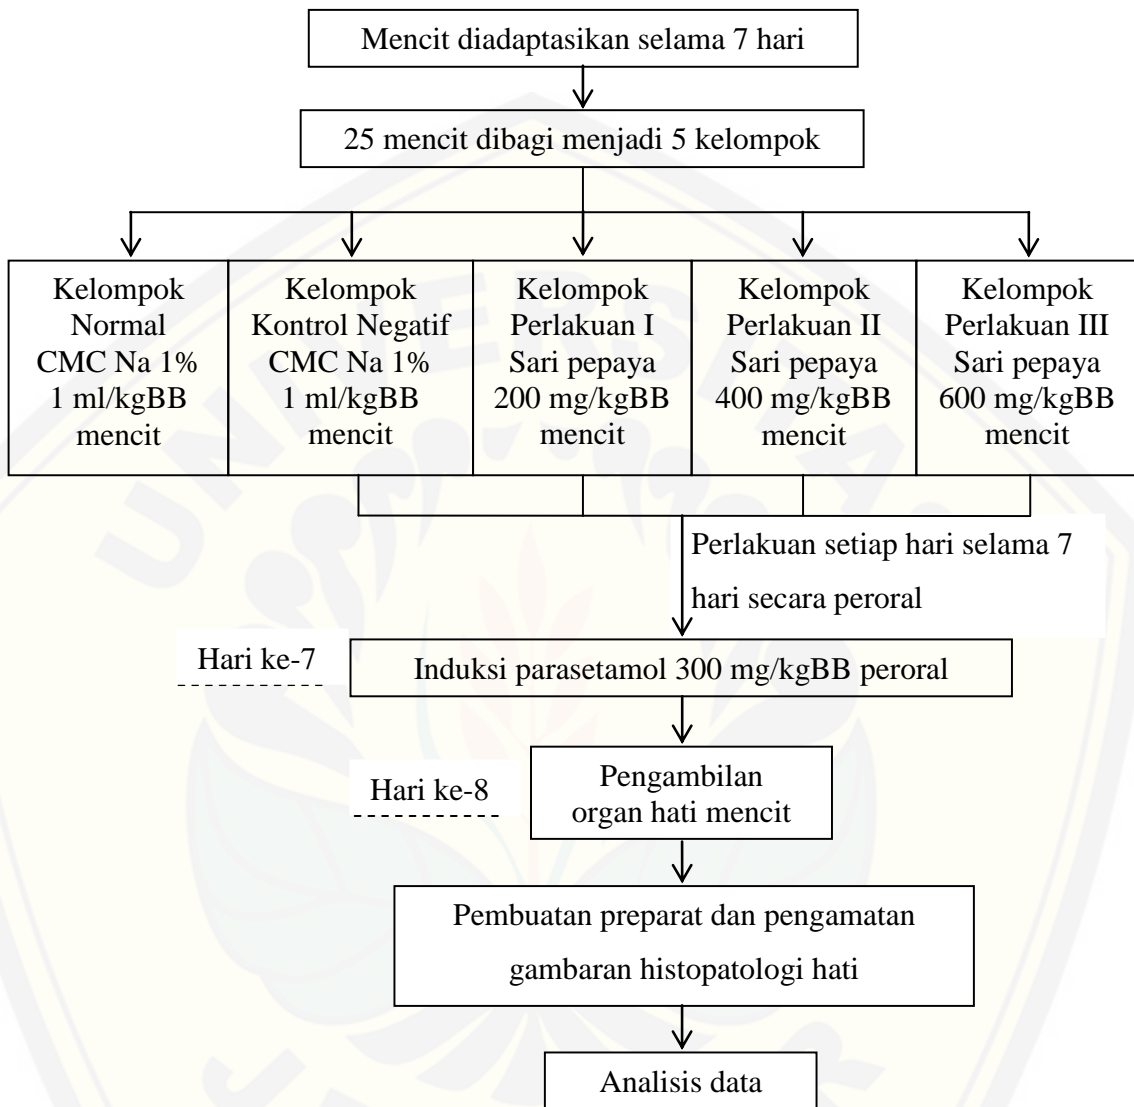 Mencit diadaptasikan selama 7 hari
25 mencit dibagi menjadi 5 kelompok
Kelompok
Normal
CMC Na 1%
1 ml/kgBB
mencit
Kelompok
Kontrol Negatif
CMC Na 1%
1 ml/kgBB
mencit
Kelompok
Perlakuan I
Sari pepaya
200 mg/kgBB
mencit
Kelompok
Perlakuan II
Sari pepaya
400 mg/kgBB
mencit
Kelompok
Perlakuan III
Sari pepaya
600 mg/kgBB
mencit
Perlakuan setiap hari selama 7
hari secara peroral
Hari ke-7
Induksi parasetamol 300 mg/kgBB peroral
Hari ke-8
Pengambilan
organ hati mencit
Pembuatan preparat dan pengamatan
gambaran histopatologi hati
Analisis data